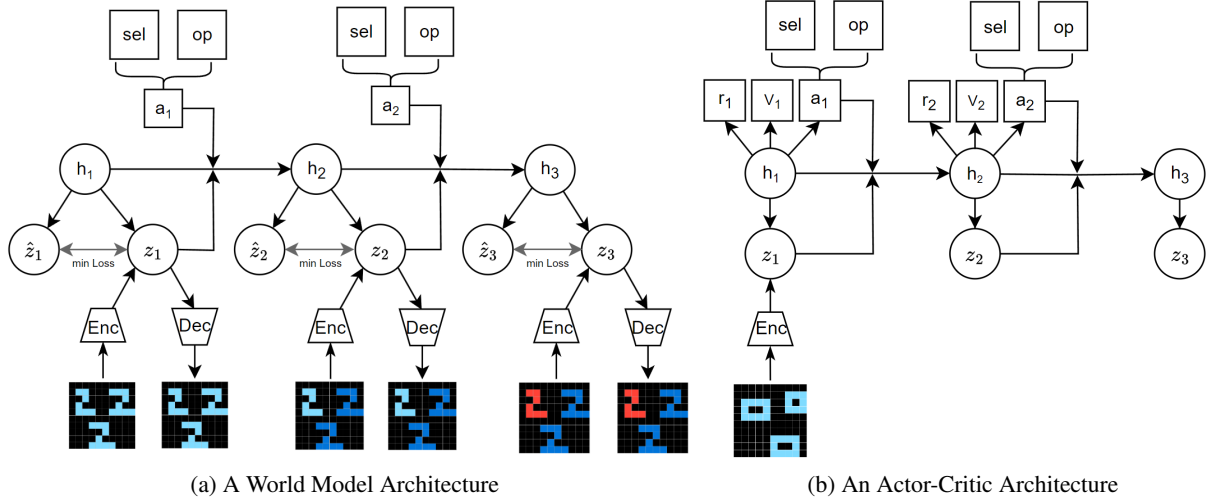 sel op
a₁
sel op
a₂
h₁ h₂ h₃
ẑ₁ min Loss z₁
ẑ₂ min Loss z₂
ẑ₃ min Loss z₃
Enc Dec
Enc Dec
Enc Dec
(a) A World Model Architecture
sel op
r₁ V₁ a₁
sel op
r₂ V₂ a₂
h₁ h₂ h₃
z₁ z₂ z₃
Enc
(b) An Actor-Critic Architecture